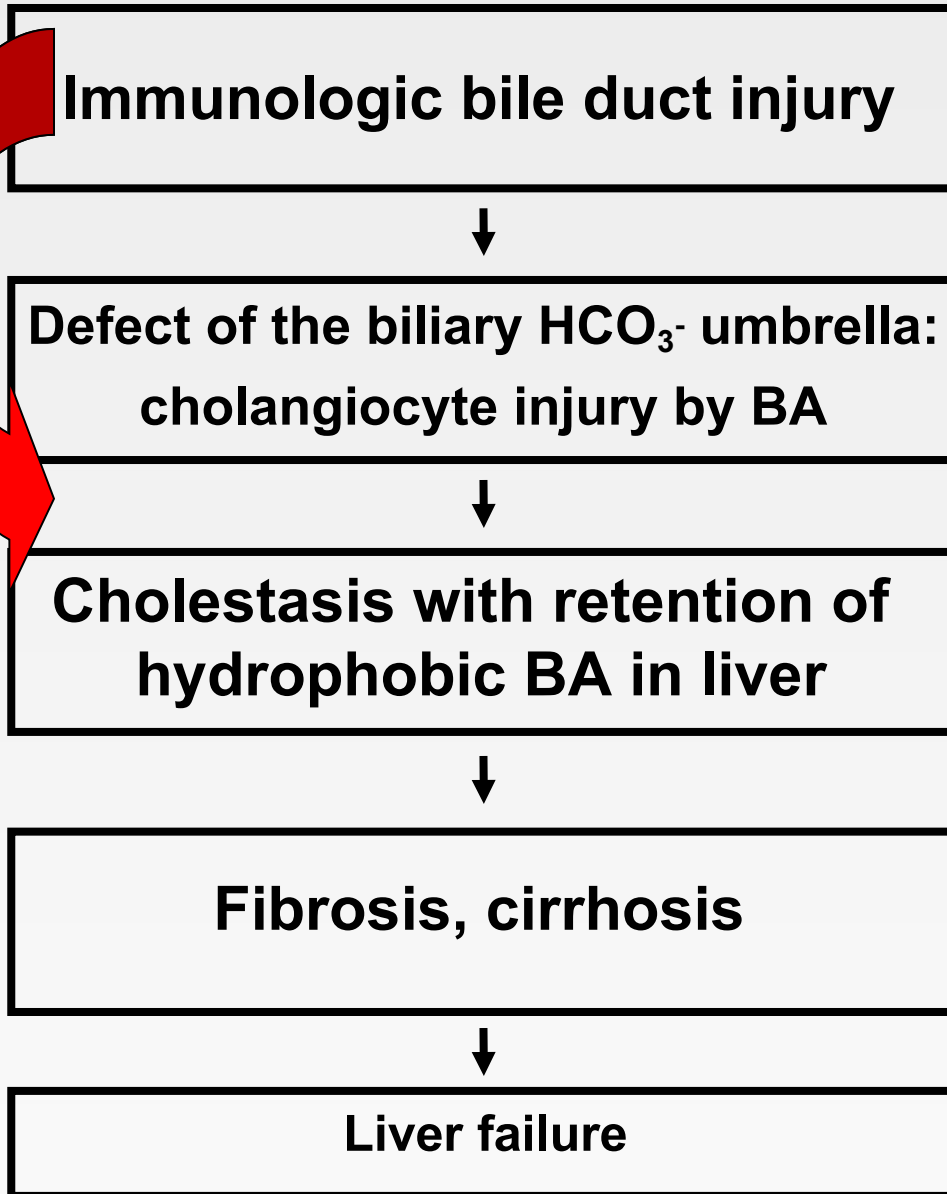 Immunologic bile duct injury
Defect of the biliary HCO₃- umbrella:
cholangiocyte injury by BA
Cholestasis with retention of
hydrophobic BA in liver
Fibrosis, cirrhosis
Liver failure